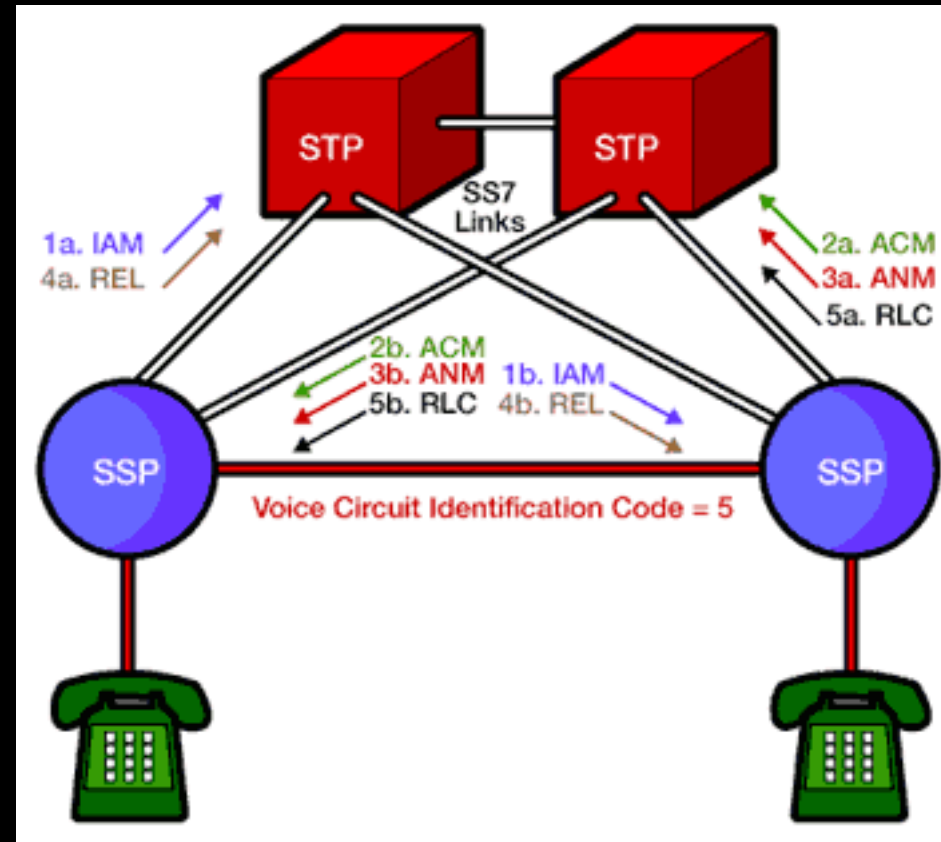 STP
STP
SS7
Links
1a. IAM
4a. REL
2a. ACM
3a. ANM
5a. RLC
2b. ACM
3b. ANM
5b. RLC
1b. IAM
4b. REL
SSP
SSP
Voice Circuit Identification Code = 5